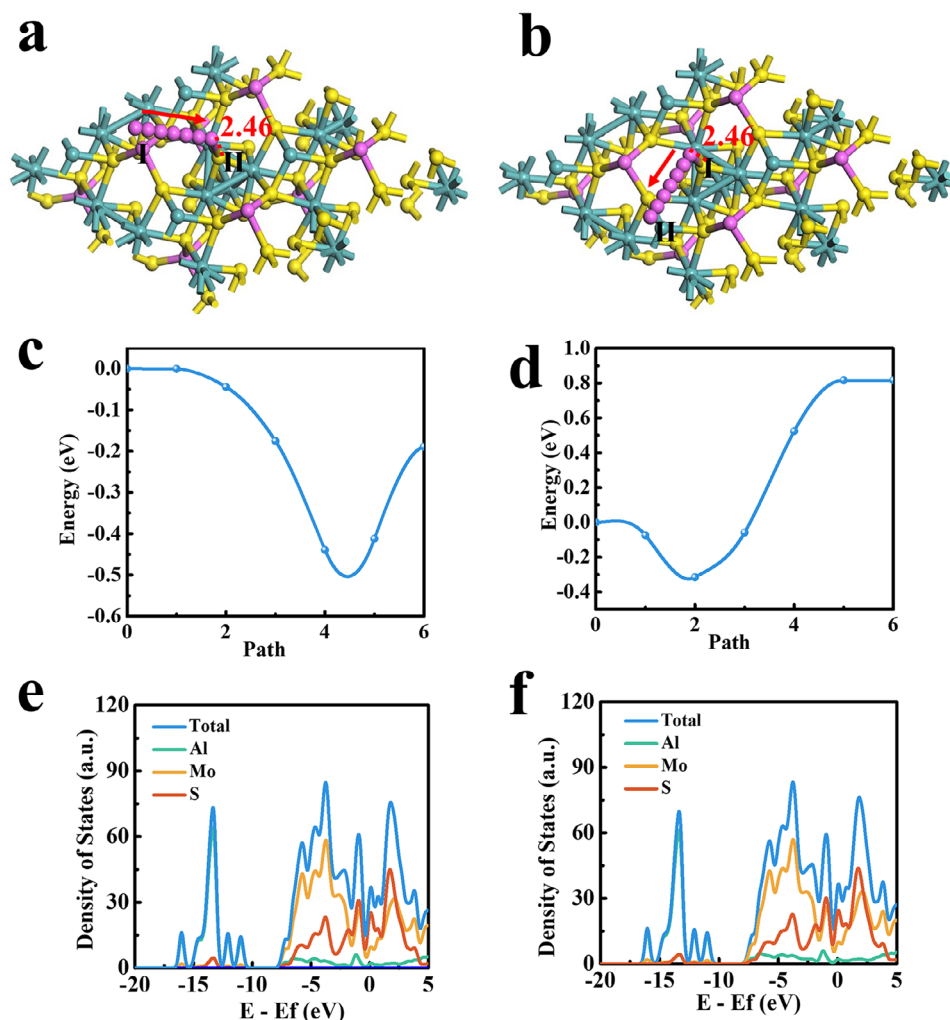 a
2.46
I
II
b
2.46
I
II
c
0.0
-0.1
-0.2
-0.3
-0.4
-0.5
-0.6
Energy (eV)
0 2 4 6
Path
d
1.0
0.8
0.6
0.4
0.2
0.0
-0.2
-0.4
Energy (eV)
0 2 4 6
Path
e
120
90
60
30
0
Density of States (a.u.)
Total
Al
Mo
S
-20 -15 -10 -5 0 5
E - Ef (eV)
f
120
90
60
30
0
Density of States (a.u.)
Total
Al
Mo
S
-20 -15 -10 -5 0 5
E - Ef (eV)